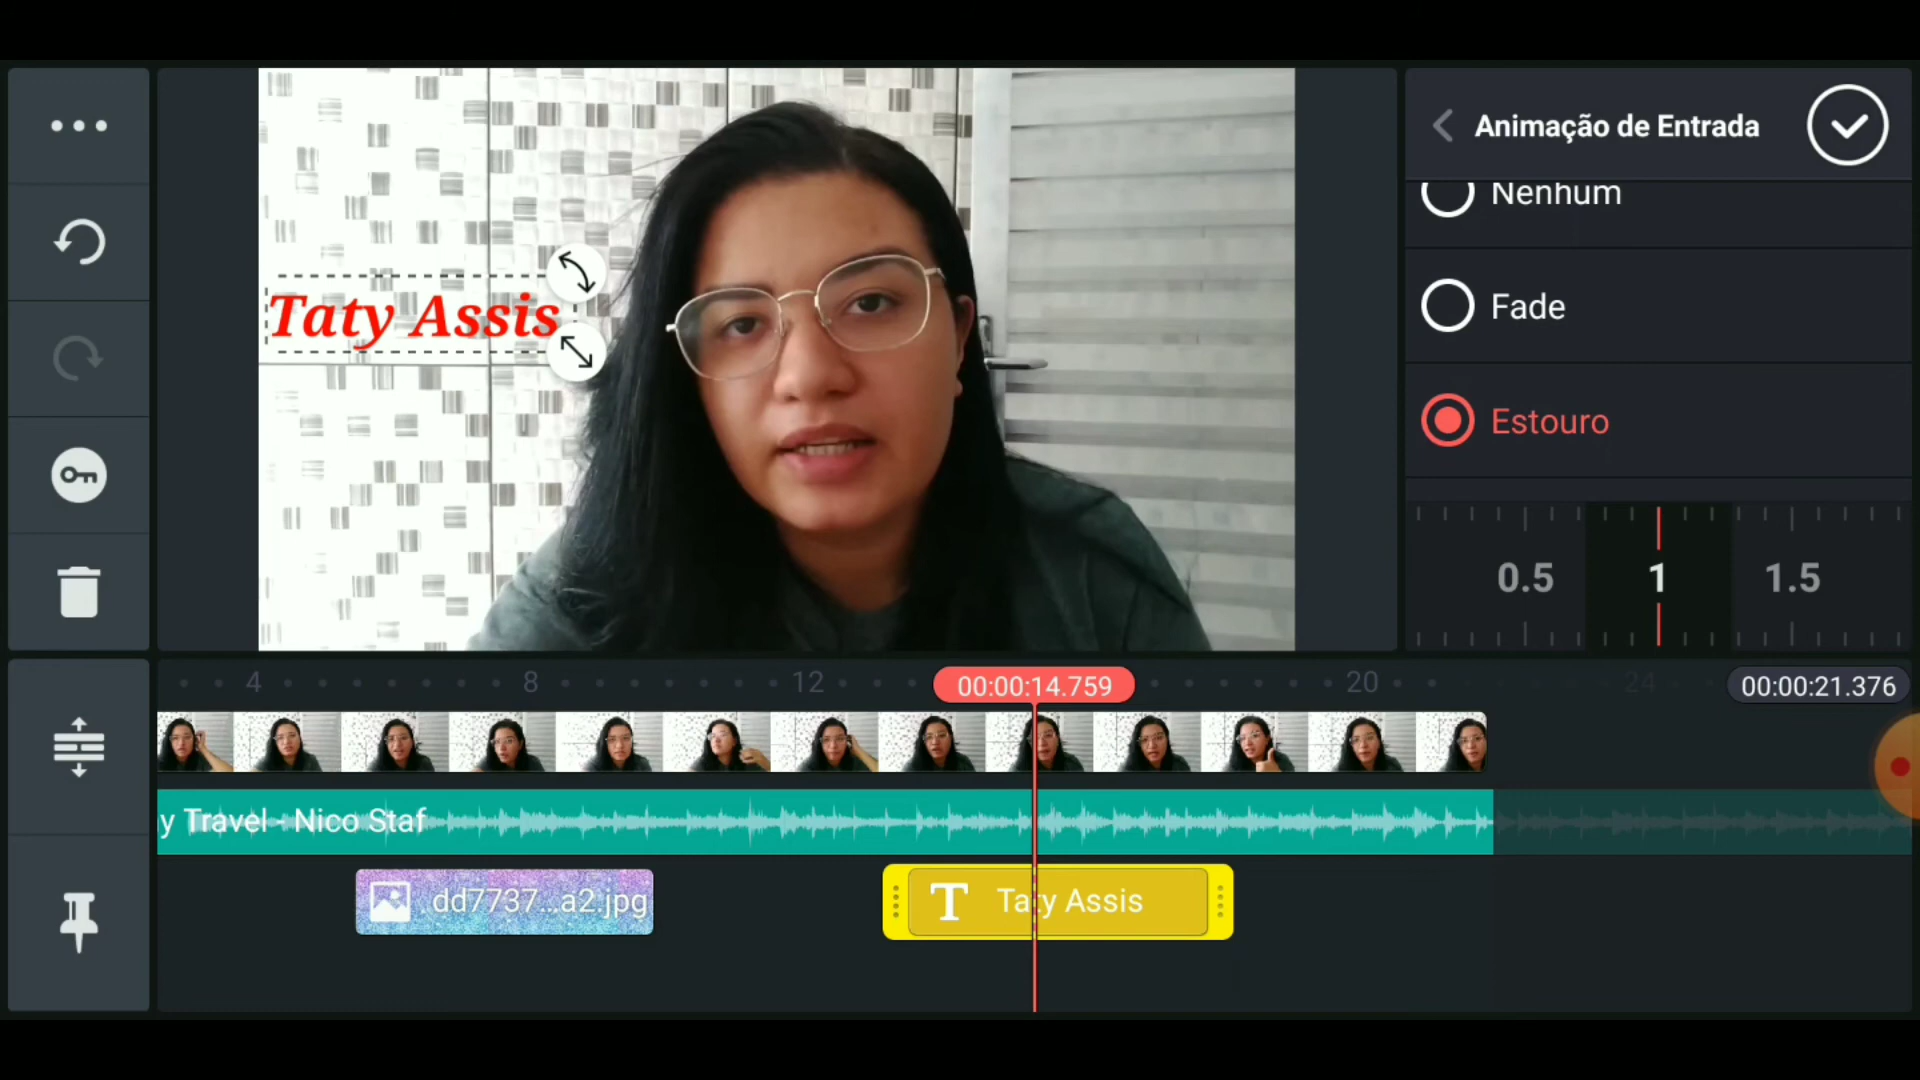 Animação de Entrada
Nenhum
Fade
Estouro
0.5 1 1.5
Taty Assis
4 8 12 00:00:14.759 20 24 00:00:21.376
y Travel - Nico Staf
dd7737...a2.jpg
T Taty Assis